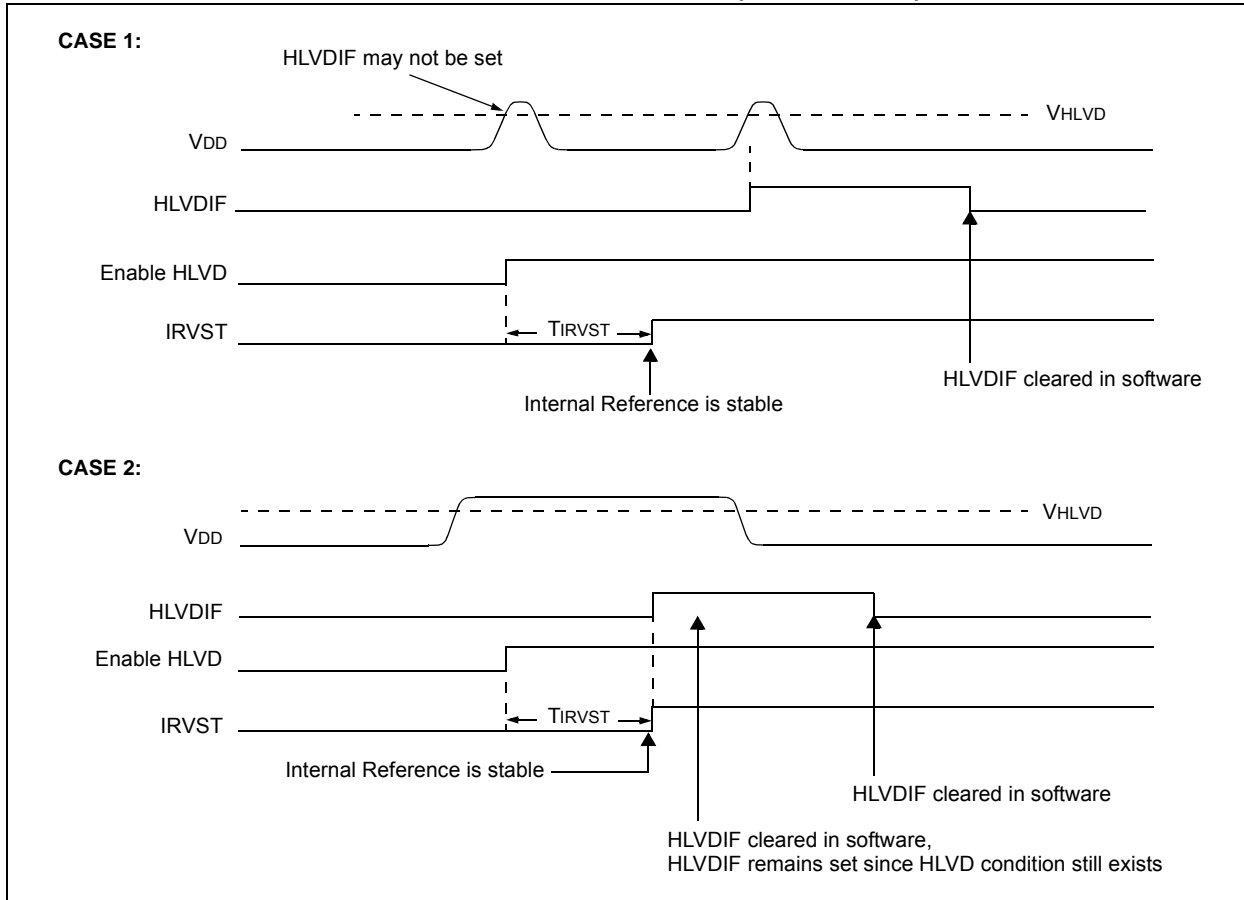 CASE 1:
HLVDIF may not be set
VHLVD
VDD
HLVDIF
Enable HLVD
TIRVST
IRVST
HLVDIF cleared in software
Internal Reference is stable
CASE 2:
VHLVD
VDD
HLVDIF
Enable HLVD
TIRVST
IRVST
Internal Reference is stable
HLVDIF cleared in software
HLVDIF cleared in software,
HLVDIF remains set since HLVD condition still exists